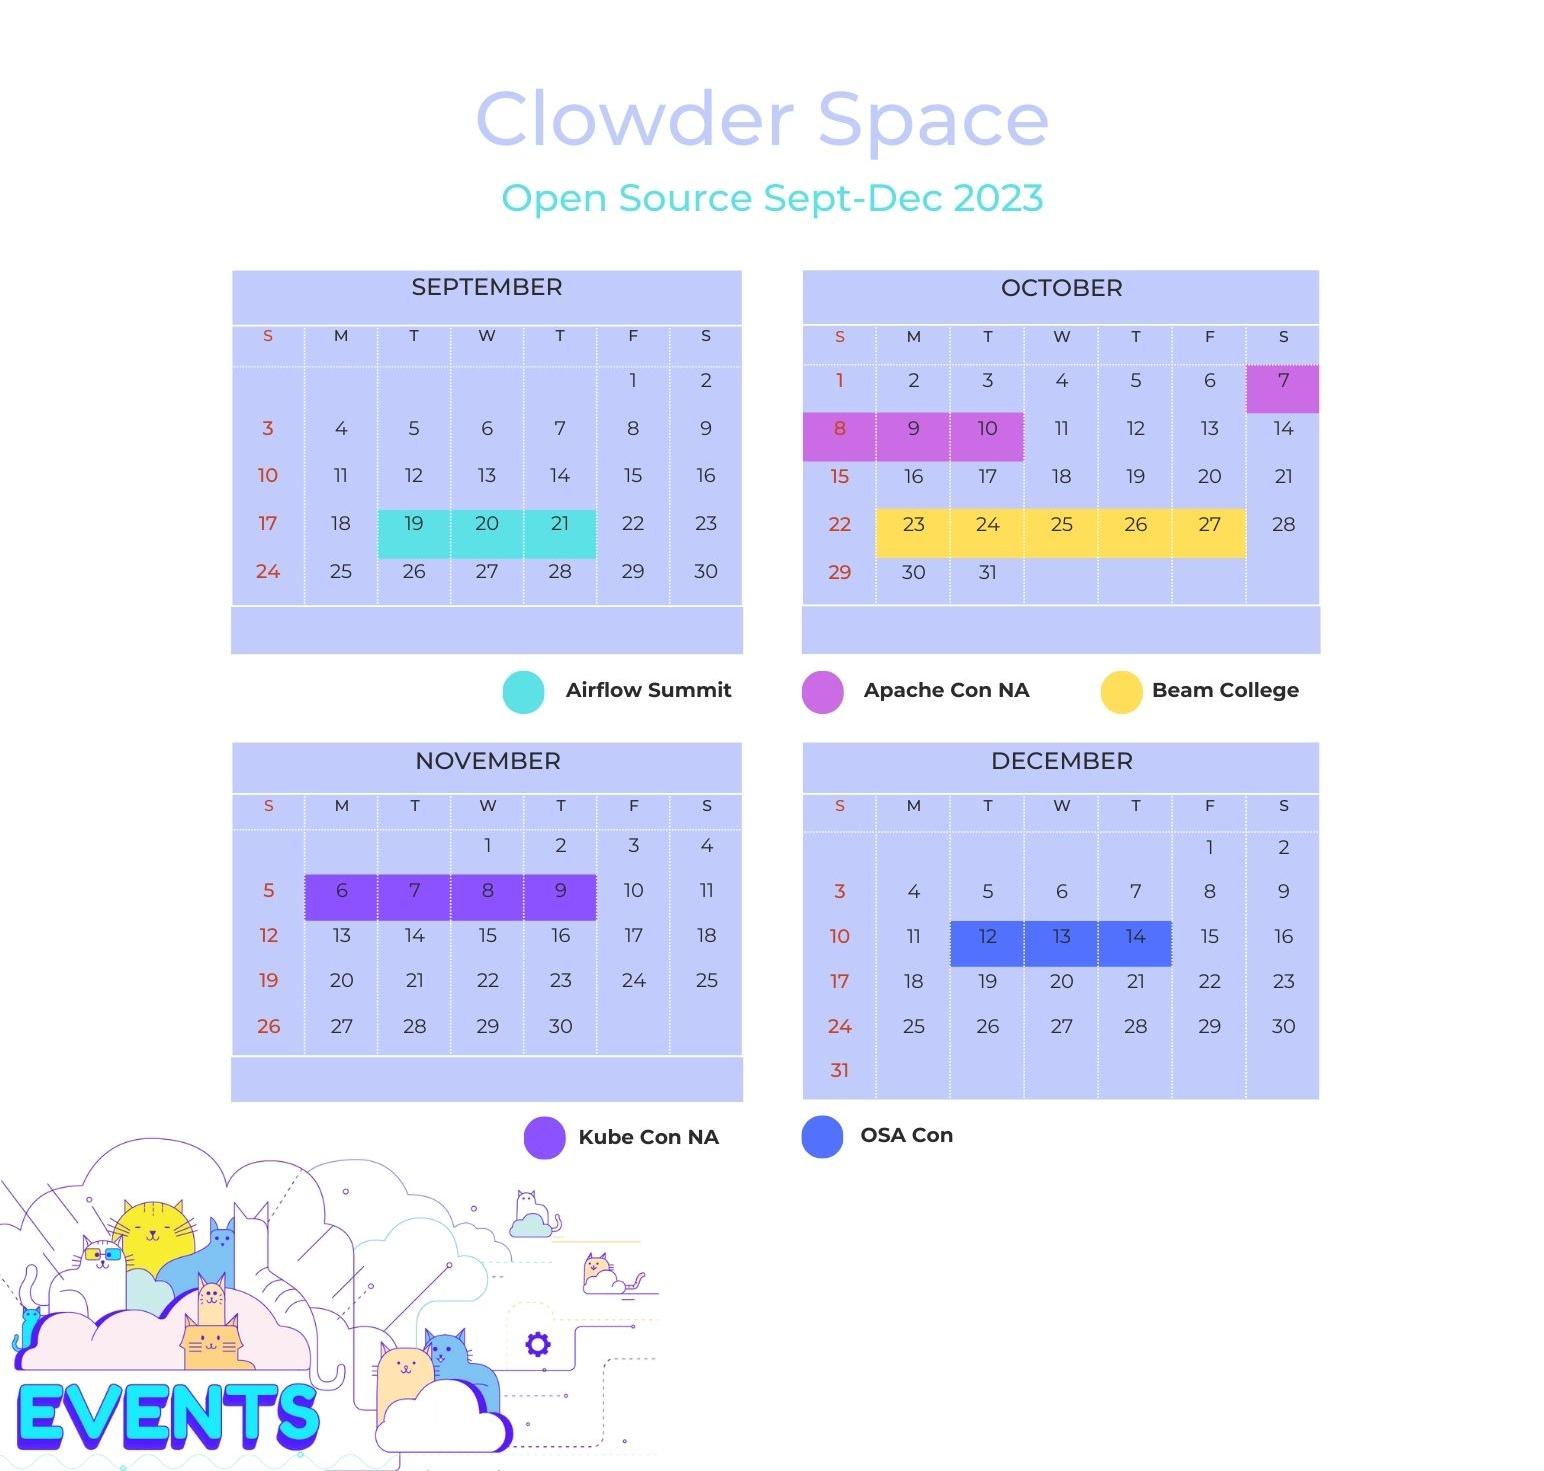 Clowder Space
Open Source Sept-Dec 2023
SEPTEMBER
S M T W T F S
1 2
3 4 5 6 7 8 9
10 11 12 13 14 15 16
17 18 19 20 21 22 23
24 25 26 27 28 29 30
Airflow Summit
OCTOBER
S M T W T F S
1 2 3 4 5 6 7
8 9 10 11 12 13 14
15 16 17 18 19 20 21
22 23 24 25 26 27 28
29 30 31
Apache Con NA
Beam College
NOVEMBER
S M T W T F S
1 2 3 4
5 6 7 8 9 10 11
12 13 14 15 16 17 18
19 20 21 22 23 24 25
26 27 28 29 30
Kube Con NA
DECEMBER
S M T W T F S
1 2
3 4 5 6 7 8 9
10 11 12 13 14 15 16
17 18 19 20 21 22 23
24 25 26 27 28 29 30
31
OSA Con
EVENTS